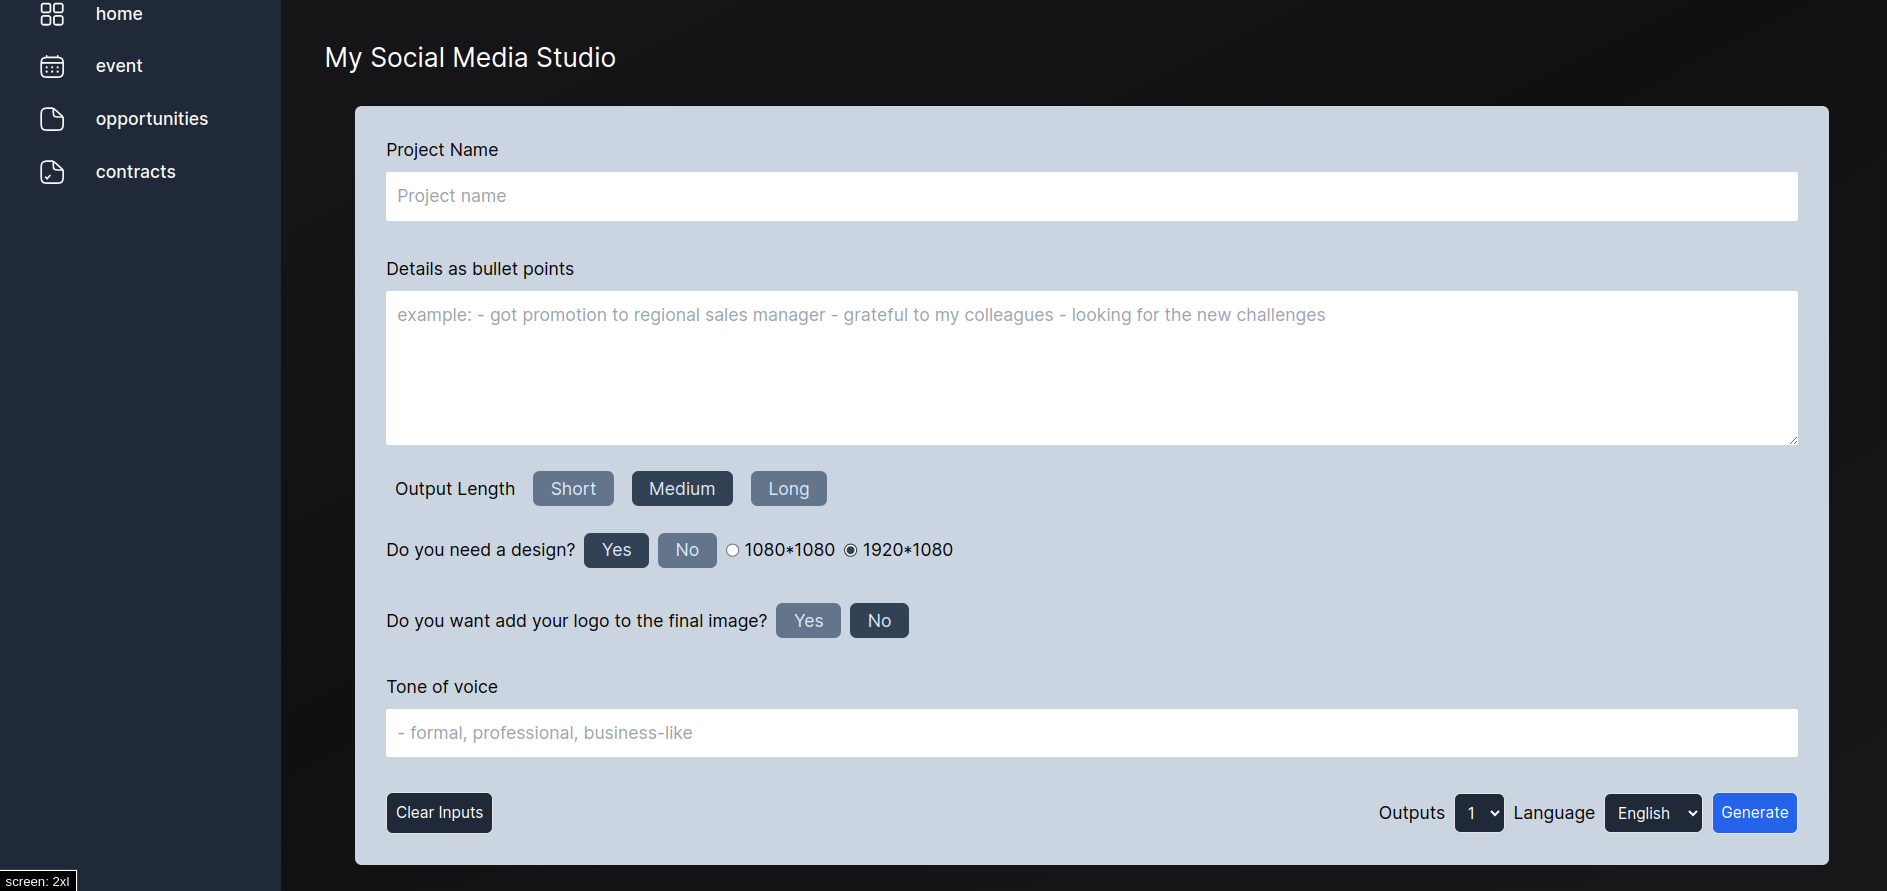 home
event
opportunities
contracts
My Social Media Studio
Project Name
Project name
Details as bullet points
example: - got promotion to regional sales manager - grateful to my colleagues - looking for the new challenges
Output Length Short Medium Long
Do you need a design? Yes No 1080*1080 1920*1080
Do you want add your logo to the final image? Yes No
Tone of voice
- formal, professional, business-like
Clear Inputs Outputs 1 Language English Generate
screen: 2xl